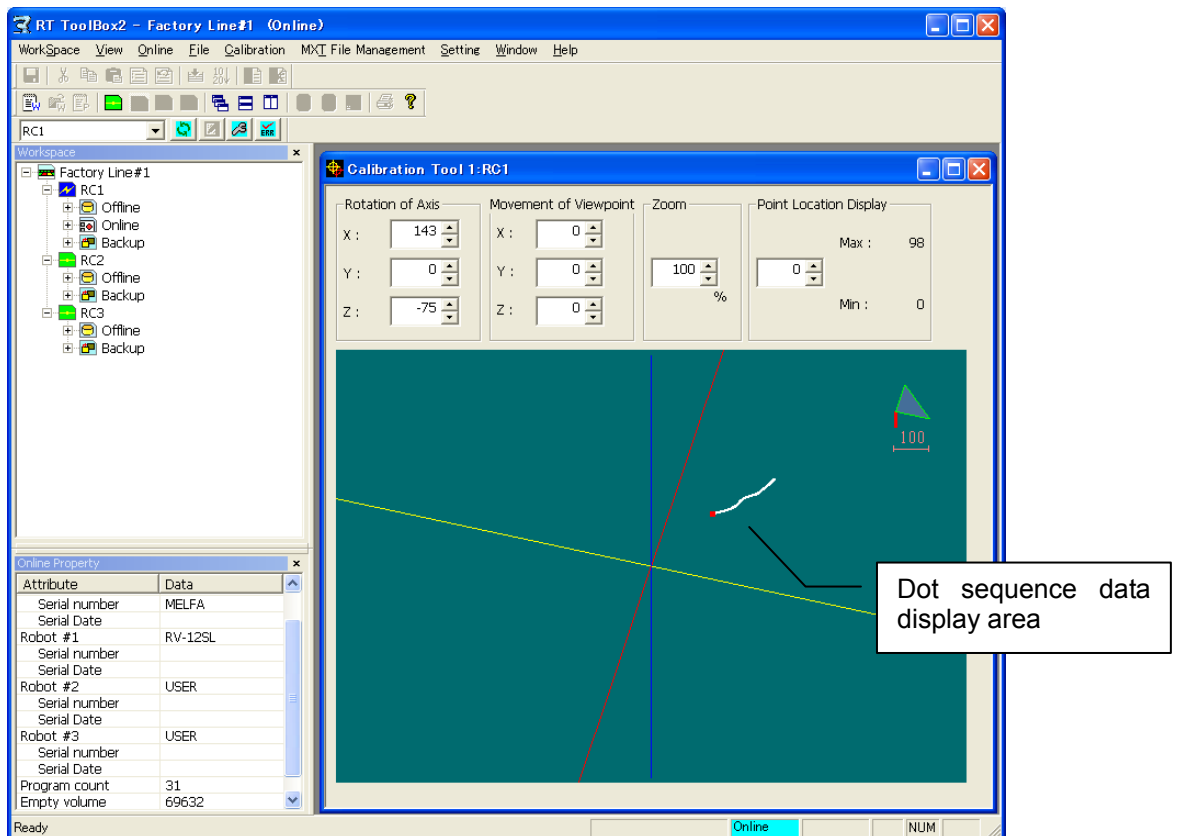 RT ToolBox2 - Factory Line#1 (Online)
WorkSpace View Online File Calibration MXT File Management Setting Window Help
RC1
ERR
Workspace
Factory Line#1
RC1
Offline
Online
Backup
RC2
Offline
Backup
RC3
Offline
Backup
Calibration Tool 1:RC1
Rotation of Axis
X : 143
Y : 0
Z : -75
Movement of Viewpoint
X : 0
Y : 0
Z : 0
Zoom
100
%
Point Location Display
0
Max : 98
Min : 0
100
Dot sequence data
display area
Online Property
Attribute Data
Serial number MELFA
Serial Date
Robot #1 RV-12SL
Serial number
Serial Date
Robot #2 USER
Serial number
Serial Date
Robot #3 USER
Serial number
Serial Date
Program count 31
Empty volume 69632
Ready
Online
NUM